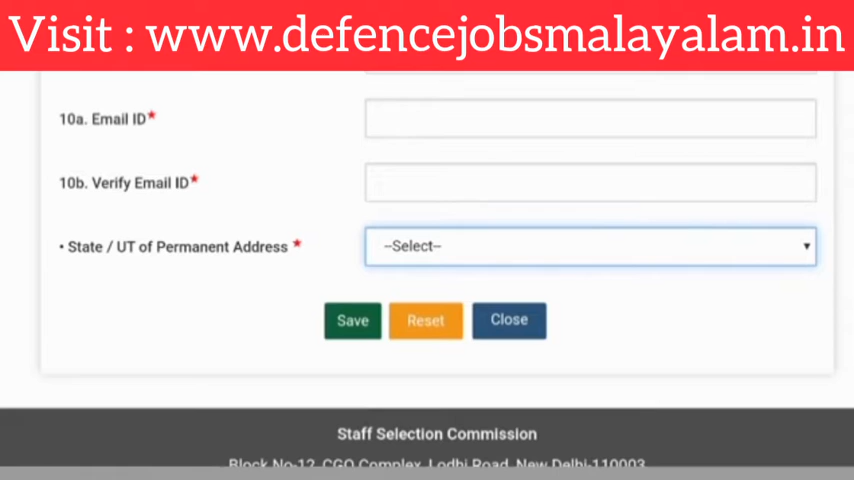 Visit : www.defencejobsmalayalam.in
10a. Email ID*
10b. Verify Email ID*
• State / UT of Permanent Address *
--Select--
Save Reset Close
Staff Selection Commission
Block No-12, CGO Complex, Lodhi Road, New Delhi-110003